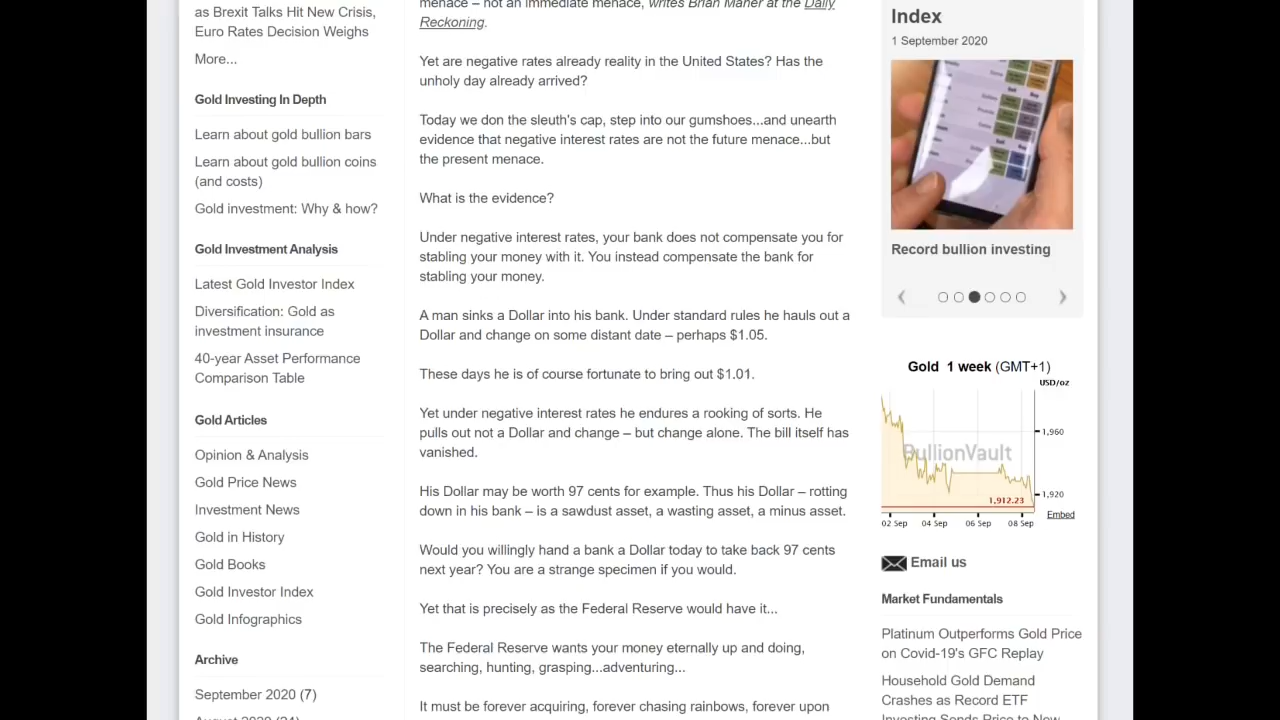 as Brexit Talks Hit New Crisis,
Euro Rates Decision Weighs
More...
Gold Investing In Depth
Learn about gold bullion bars
Learn about gold bullion coins
(and costs)
Gold investment: Why & how?
Gold Investment Analysis
Latest Gold Investor Index
Diversification: Gold as
investment insurance
40-year Asset Performance
Comparison Table
Gold Articles
Opinion & Analysis
Gold Price News
Investment News
Gold in History
Gold Books
Gold Investor Index
Gold Infographics
Archive
September 2020 (7)
menace – not an immediate menace, writes Brian Maher at the Daily
Reckoning.
Yet are negative rates already reality in the United States? Has the
unholy day already arrived?
Today we don the sleuth's cap, step into our gumshoes...and unearth
evidence that negative interest rates are not the future menace...but
the present menace.
What is the evidence?
Under negative interest rates, your bank does not compensate you for
stabling your money with it. You instead compensate the bank for
stabling your money.
A man sinks a Dollar into his bank. Under standard rules he hauls out a
Dollar and change on some distant date – perhaps $1.05.
These days he is of course fortunate to bring out $1.01.
Yet under negative interest rates he endures a rooking of sorts. He
pulls out not a Dollar and change – but change alone. The bill itself has
vanished.
His Dollar may be worth 97 cents for example. Thus his Dollar – rotting
down in his bank – is a sawdust asset, a wasting asset, a minus asset.
Would you willingly hand a bank a Dollar today to take back 97 cents
next year? You are a strange specimen if you would.
Yet that is precisely as the Federal Reserve would have it...
The Federal Reserve wants your money eternally up and doing,
searching, hunting, grasping...adventuring...
It must be forever acquiring, forever chasing rainbows, forever upon
Index
1 September 2020
Record bullion investing
Gold 1 week (GMT+1)
USD/oz
1,960
BullionVault
1,912.23
1,920
02 Sep 04 Sep 06 Sep 08 Sep
Embed
Email us
Market Fundamentals
Platinum Outperforms Gold Price
on Covid-19's GFC Replay
Household Gold Demand
Crashes as Record ETF
Investing Sends Price to New